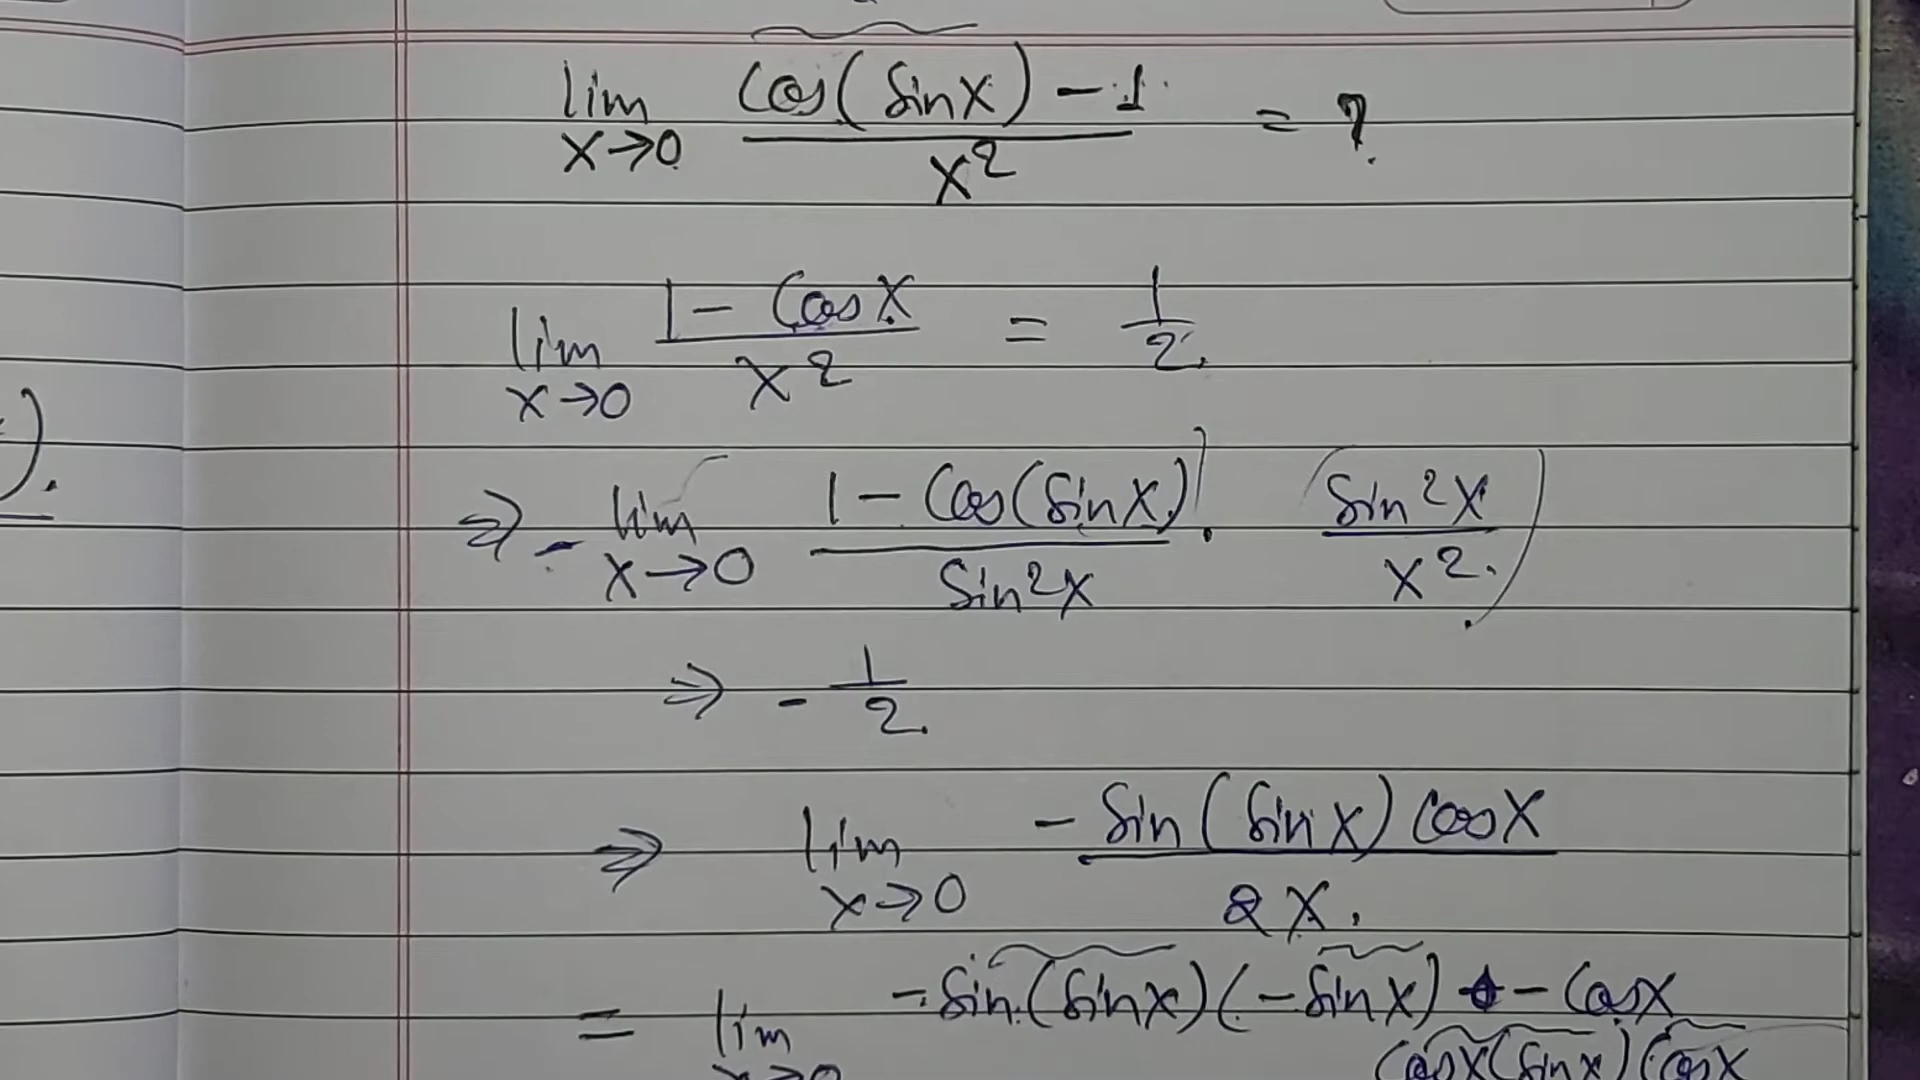 lim x→0 (cos(sinx) - 1) / x² = ?
lim x→0 (1 - cosx) / x² = 1/2.
⇒ - lim x→0 (1 - cos(sinx)) / sin²x . (sin²x / x².)
⇒ - 1/2.
⇒ lim x→0 -sin(sinx) cosx / 2x.
= lim x→0 -sin(sinx)(-sinx) - cosx
cosx(sinx)(cosx
).